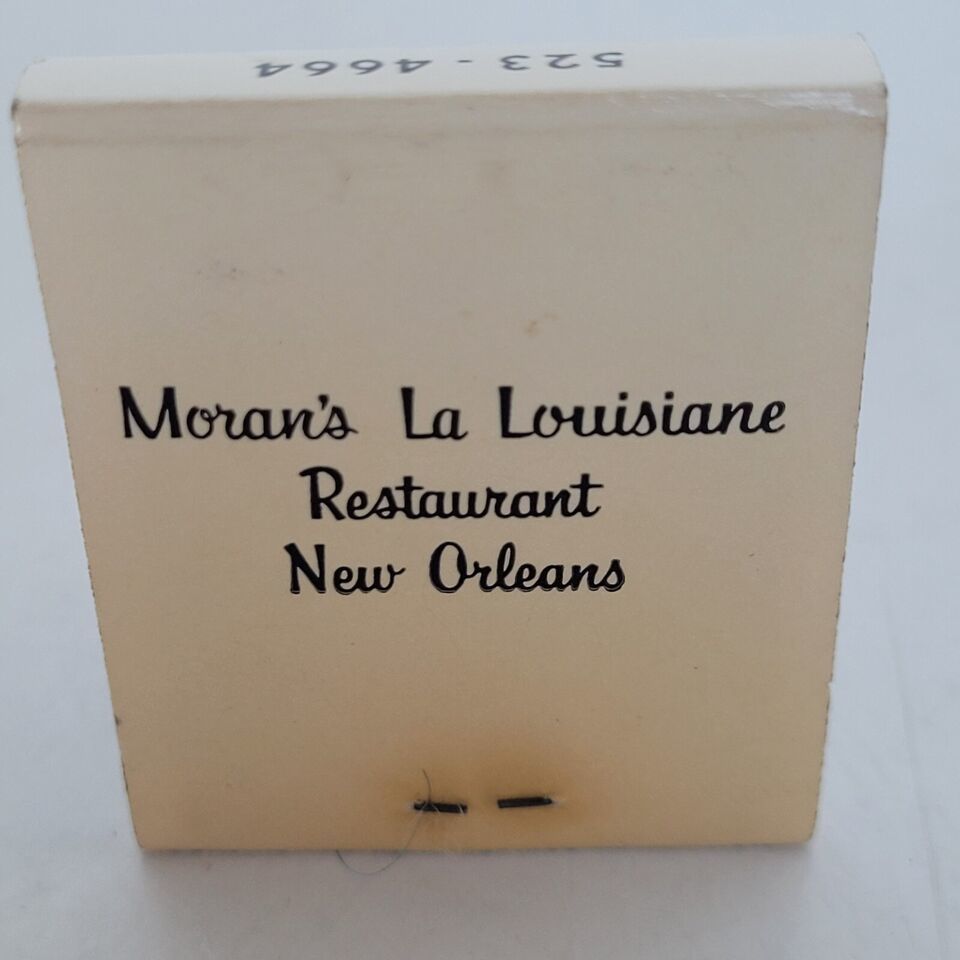 523-4664
Moran's La Louisiane
Restaurant
New Orleans